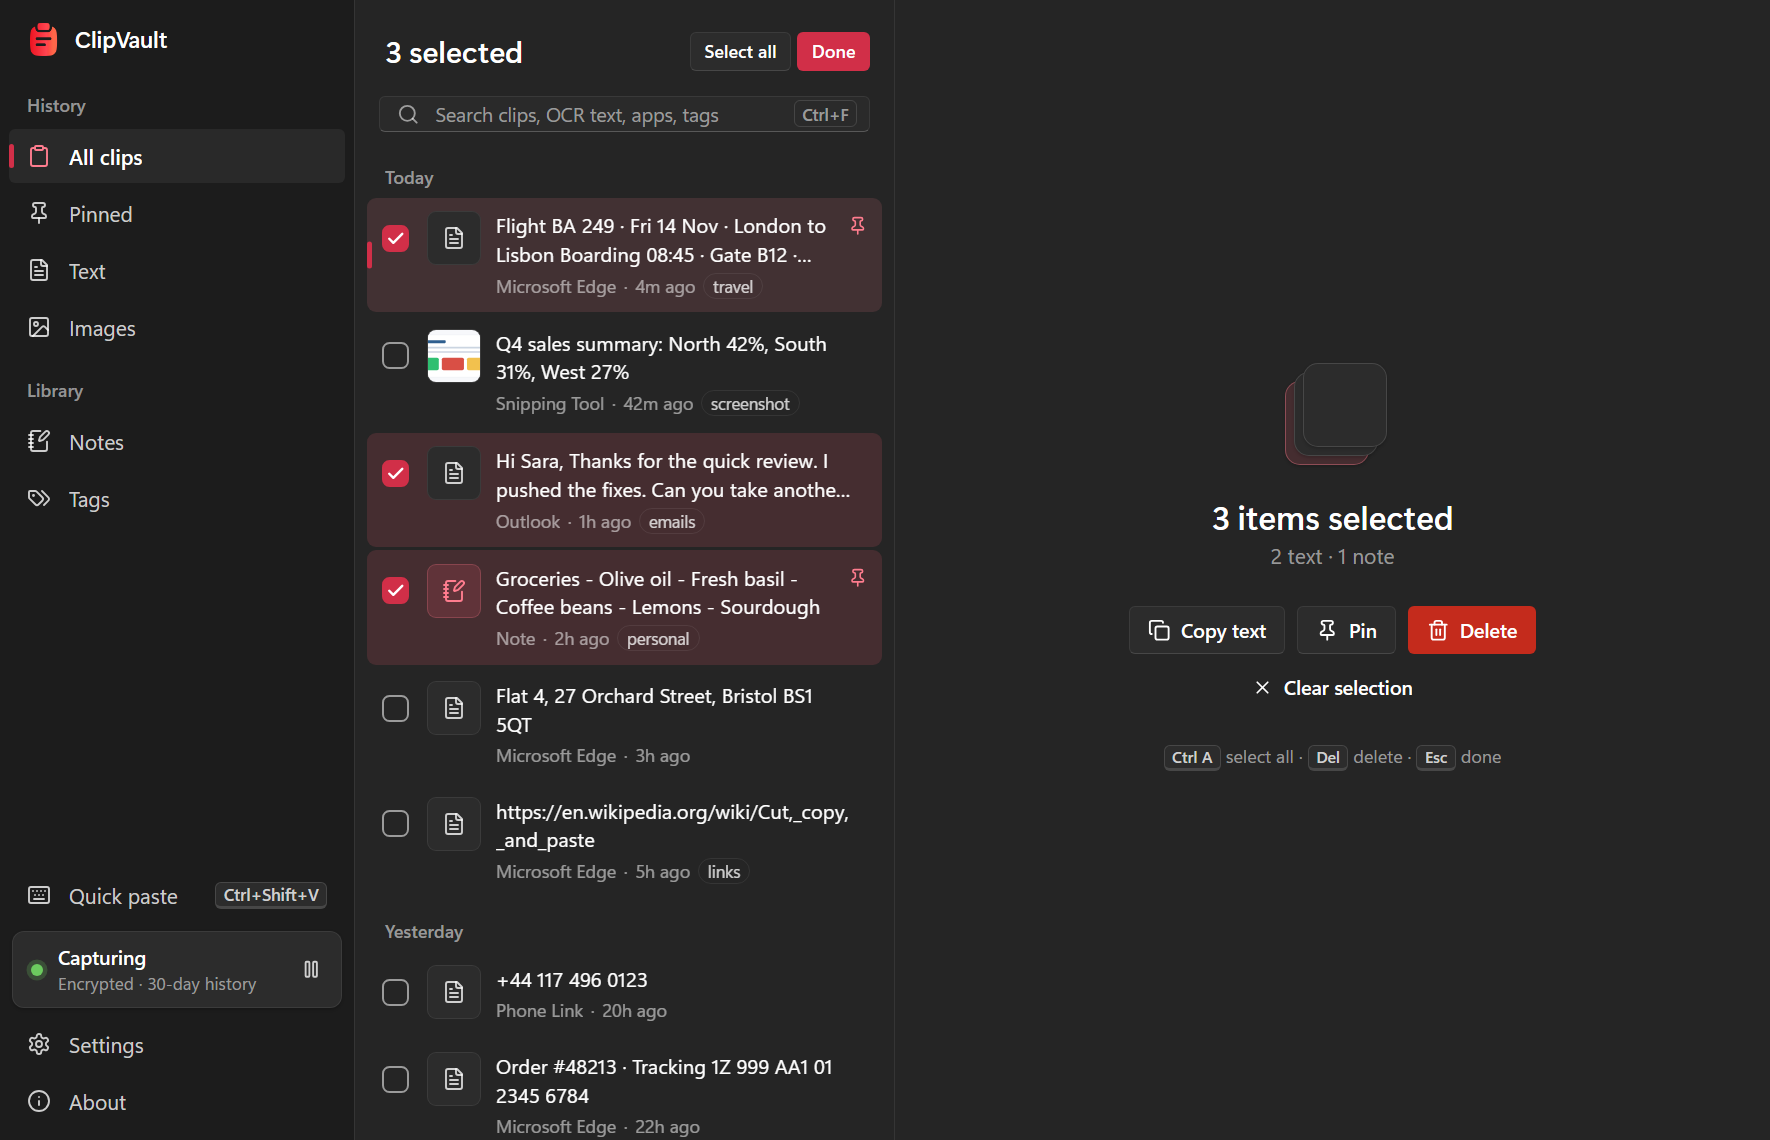 ClipVault
History
All clips
Pinned
Text
Images
Library
Notes
Tags
Quick paste Ctrl+Shift+V
Capturing
Encrypted · 30-day history
Settings
About
3 selected
Select all
Done
Search clips, OCR text, apps, tags
Ctrl+F
Today
Flight BA 249 · Fri 14 Nov · London to
Lisbon Boarding 08:45 · Gate B12 ·...
Microsoft Edge · 4m ago travel
Q4 sales summary: North 42%, South
31%, West 27%
Snipping Tool · 42m ago screenshot
Hi Sara, Thanks for the quick review. I
pushed the fixes. Can you take anothe...
Outlook · 1h ago emails
Groceries - Olive oil - Fresh basil -
Coffee beans - Lemons - Sourdough
Note · 2h ago personal
Flat 4, 27 Orchard Street, Bristol BS1
5QT
Microsoft Edge · 3h ago
https://en.wikipedia.org/wiki/Cut,_copy,
_and_paste
Microsoft Edge · 5h ago links
Yesterday
+44 117 496 0123
Phone Link · 20h ago
Order #48213 · Tracking 1Z 999 AA1 01
2345 6784
Microsoft Edge · 22h ago
3 items selected
2 text · 1 note
Copy text
Pin
Delete
Clear selection
Ctrl A select all · Del delete · Esc done